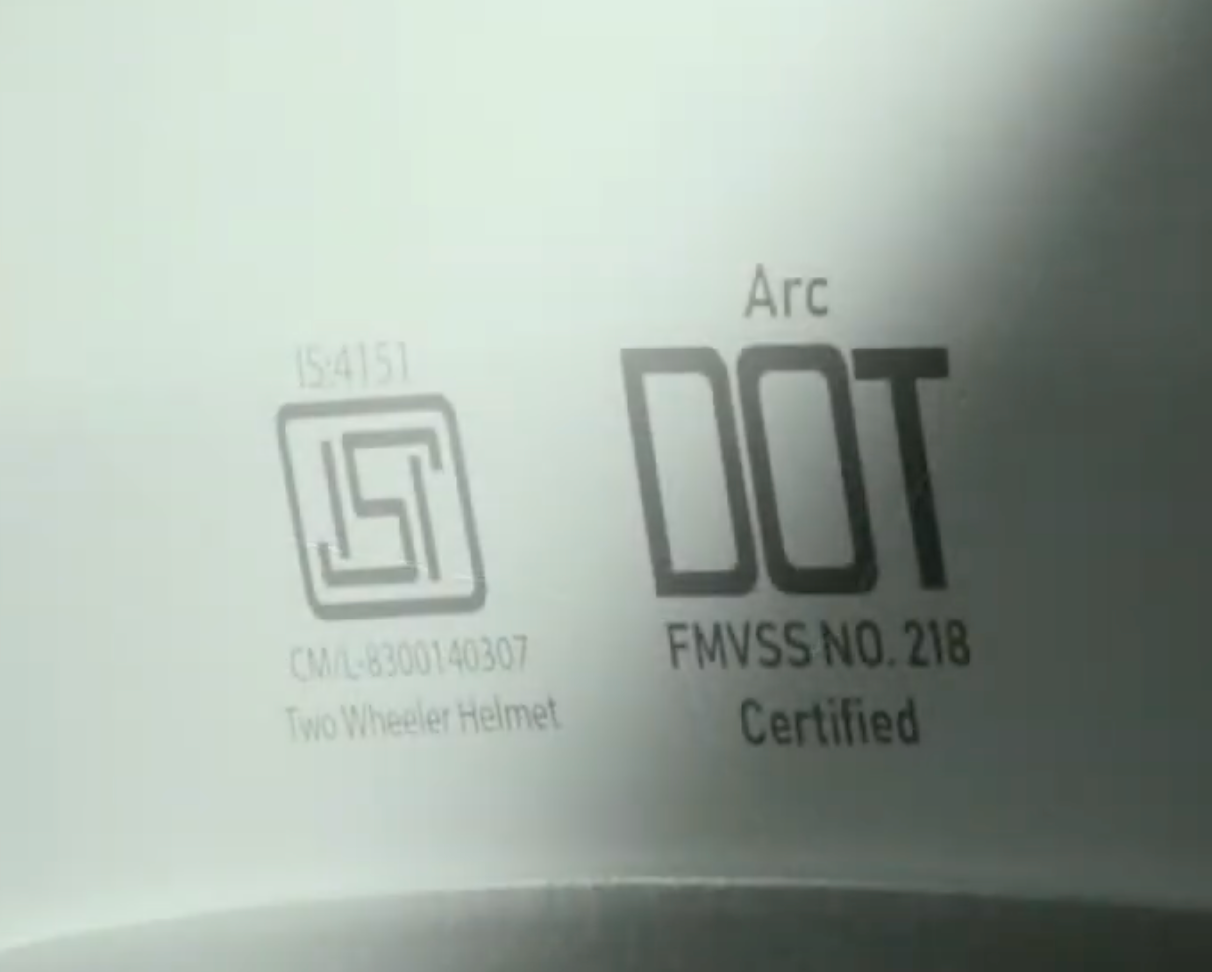 IS:4151
ISI
CM/L-8300140307
Two Wheeler Helmet
Arc
DOT
FMVSS NO. 218
Certified